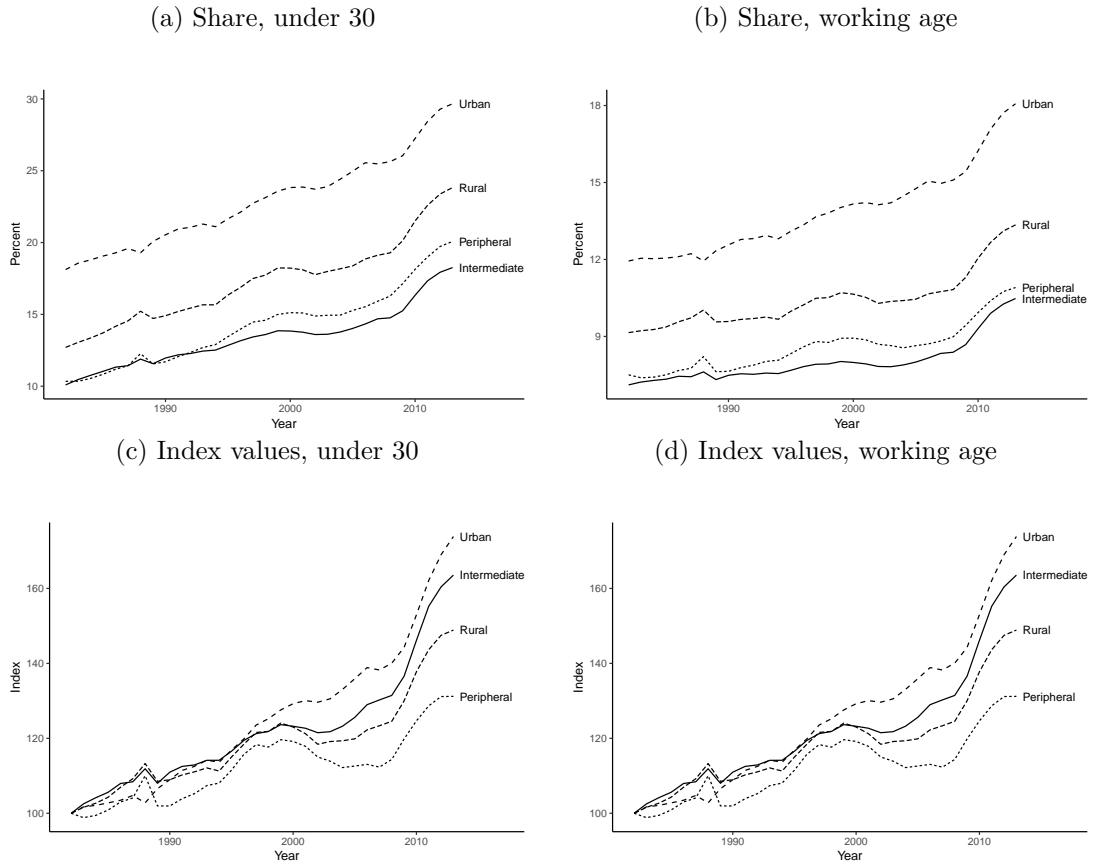 (a) Share, under 30
(b) Share, working age
30
25
20
15
10
Percent
1990
2000
2010
Year
Urban
Rural
Peripheral
Intermediate
18
15
12
9
Percent
1990
2000
2010
Year
Urban
Rural
Peripheral
Intermediate
(c) Index values, under 30
(d) Index values, working age
160
140
120
100
Index
1990
2000
2010
Year
Urban
Intermediate
Rural
Peripheral
160
140
120
100
Index
1990
2000
2010
Year
Urban
Intermediate
Rural
Peripheral